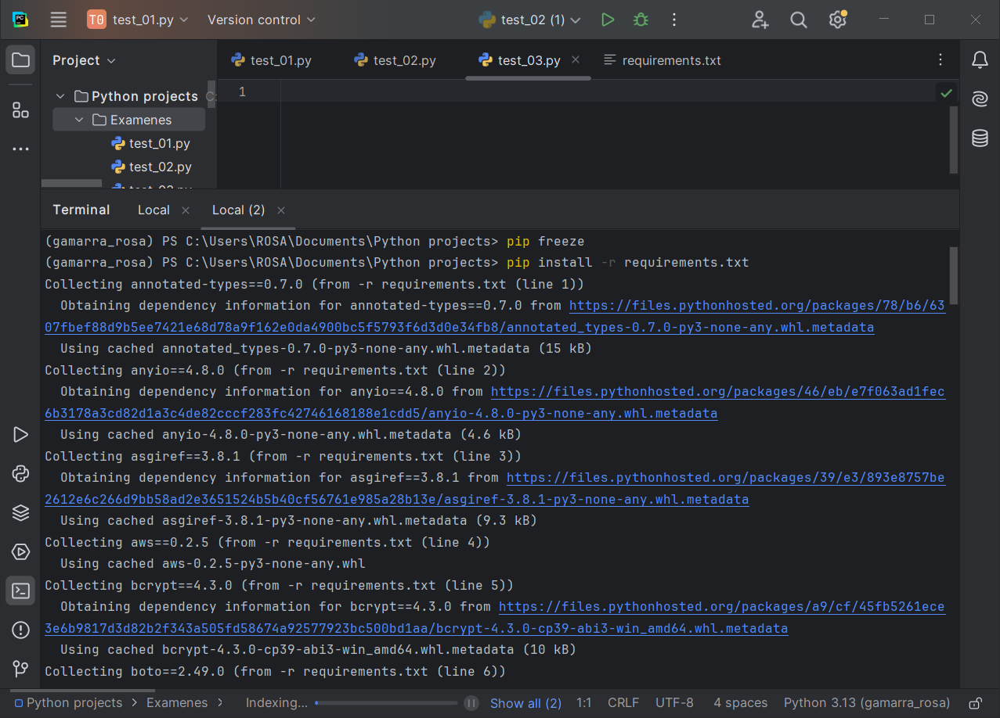 PC
T0 test_01.py Version control test_02 (1)
Project
test_01.py test_02.py test_03.py requirements.txt
Python projects
Examenes
test_01.py
test_02.py
1
Terminal Local Local (2)
(gamarra_rosa) PS C:\Users\ROSA\Documents\Python projects> pip freeze
(gamarra_rosa) PS C:\Users\ROSA\Documents\Python projects> pip install -r requirements.txt
Collecting annotated-types==0.7.0 (from -r requirements.txt (line 1))
Obtaining dependency information for annotated-types==0.7.0 from https://files.pythonhosted.org/packages/78/b6/63
07fbef88d9b5ee7421e68d78a9f162e0da4900bc5f5793f6d3d0e34fb8/annotated_types-0.7.0-py3-none-any.whl.metadata
Using cached annotated_types-0.7.0-py3-none-any.whl.metadata (15 kB)
Collecting anyio==4.8.0 (from -r requirements.txt (line 2))
Obtaining dependency information for anyio==4.8.0 from https://files.pythonhosted.org/packages/46/eb/e7f063ad1fec
6b3178a3cd82d1a3c4de82cccf283fc42746168188e1cdd5/anyio-4.8.0-py3-none-any.whl.metadata
Using cached anyio-4.8.0-py3-none-any.whl.metadata (4.6 kB)
Collecting asgiref==3.8.1 (from -r requirements.txt (line 3))
Obtaining dependency information for asgiref==3.8.1 from https://files.pythonhosted.org/packages/39/e3/893e8757be
2612e6c266d9bb58ad2e3651524b5b40cf56761e985a28b13e/asgiref-3.8.1-py3-none-any.whl.metadata
Using cached asgiref-3.8.1-py3-none-any.whl.metadata (9.3 kB)
Collecting aws==0.2.5 (from -r requirements.txt (line 4))
Using cached aws-0.2.5-py3-none-any.whl
Collecting bcrypt==4.3.0 (from -r requirements.txt (line 5))
Obtaining dependency information for bcrypt==4.3.0 from https://files.pythonhosted.org/packages/a9/cf/45fb5261ece
3e6b9817d3d82b2f343a505fd58674a92577923bc500bd1aa/bcrypt-4.3.0-cp39-abi3-win_amd64.whl.metadata
Using cached bcrypt-4.3.0-cp39-abi3-win_amd64.whl.metadata (10 kB)
Collecting boto==2.49.0 (from -r requirements.txt (line 6))
Python projects > Examenes > Indexing... Show all (2) 1:1 CRLF UTF-8 4 spaces Python 3.13 (gamarra_rosa)